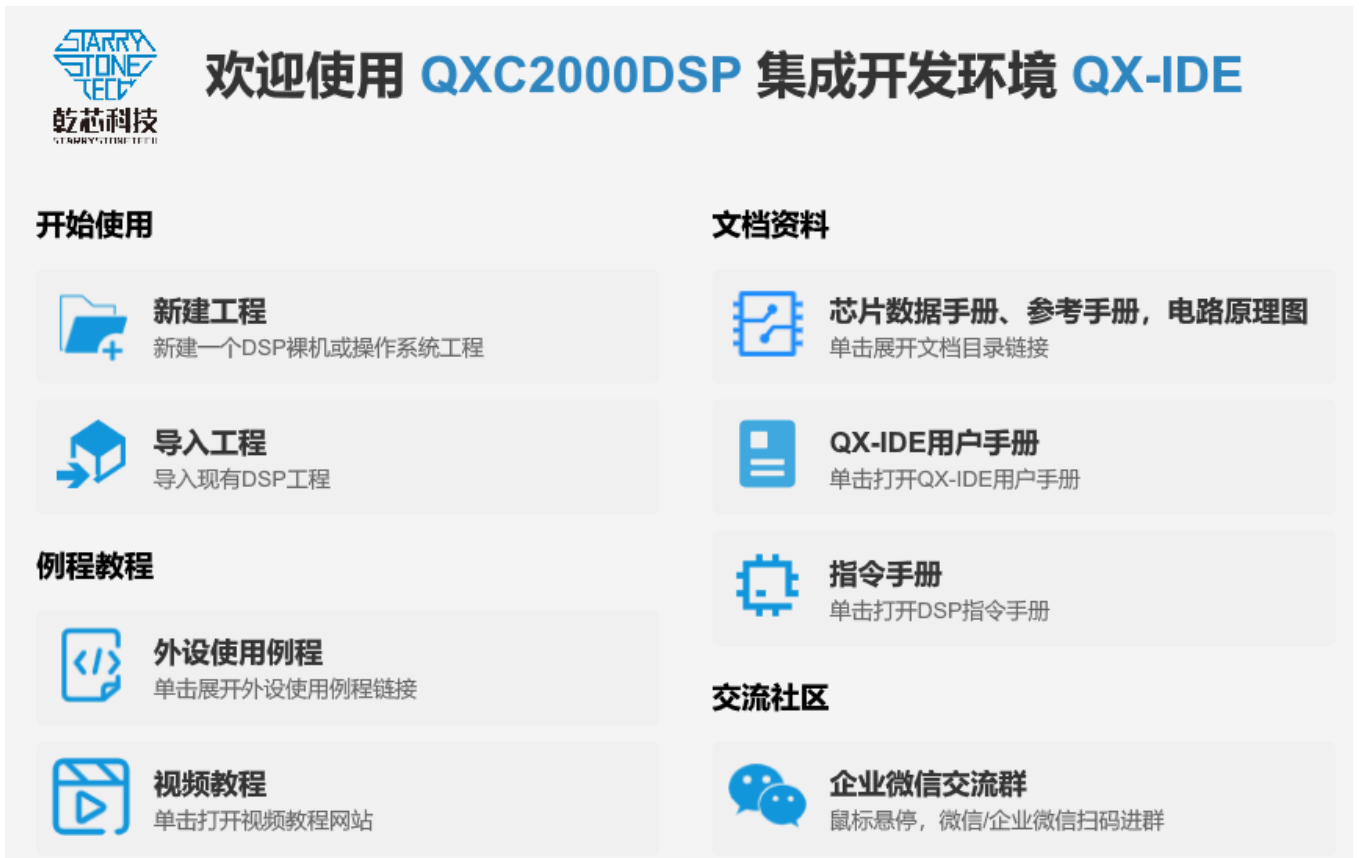 STARRY
STONE
TECH
乾芯科技
STARRYSTONETECH
欢迎使用 QXC2000DSP 集成开发环境 QX-IDE
开始使用
新建工程
新建一个DSP裸机或操作系统工程
导入工程
导入现有DSP工程
例程教程
外设使用例程
单击展开外设使用例程链接
视频教程
单击打开视频教程网站
文档资料
芯片数据手册、参考手册，电路原理图
单击展开文档目录链接
QX-IDE用户手册
单击打开QX-IDE用户手册
指令手册
单击打开DSP指令手册
交流社区
企业微信交流群
鼠标悬停，微信/企业微信扫码进群